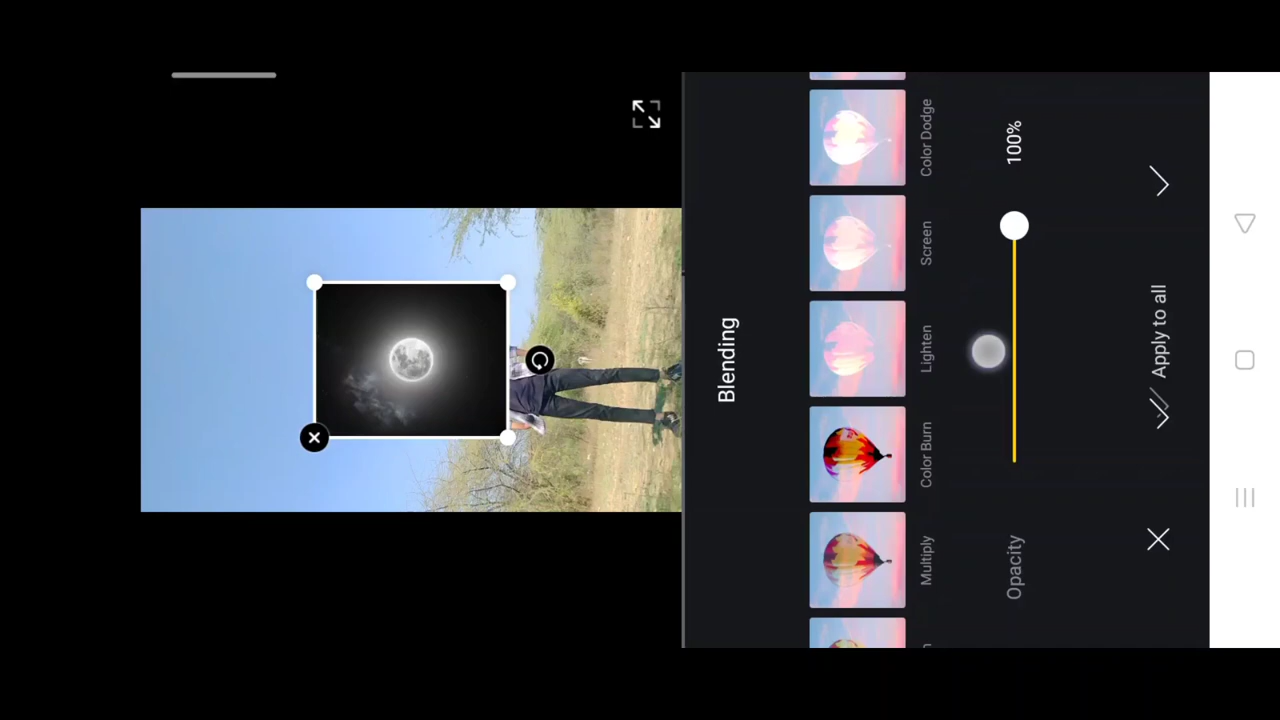 Blending
Multiply
Color Burn
Lighten
Screen
Color Dodge
Opacity
100%
Apply to all